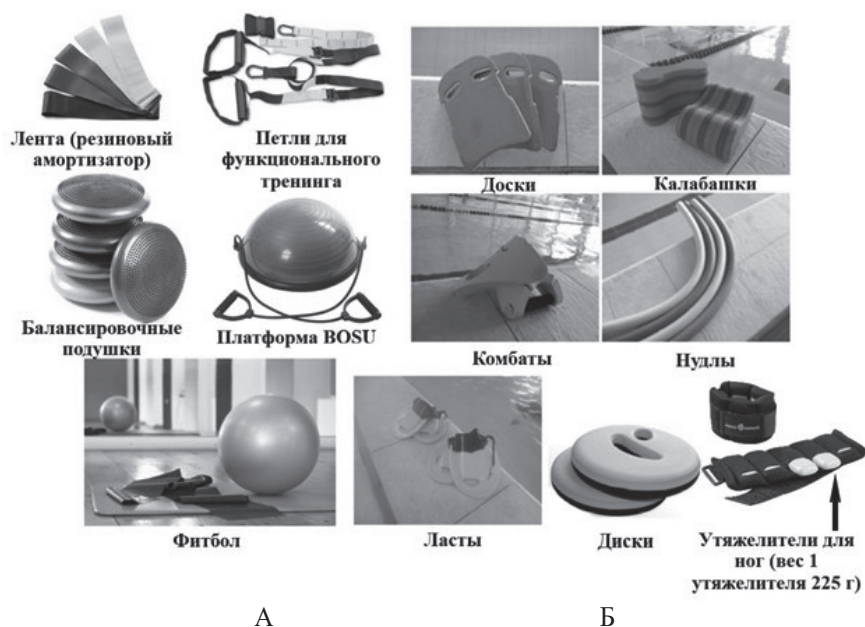 Лента (резиновый
амортизатор)
Петли для
функционального
тренинга
Доски
Калабашки
Балансировочные
подушки
Платформа BOSU
Комбаты
Нудлы
Фитбол
Ласты
Диски
Утяжелители для
ног (вес 1
утяжелителя 225 г)
А
Б